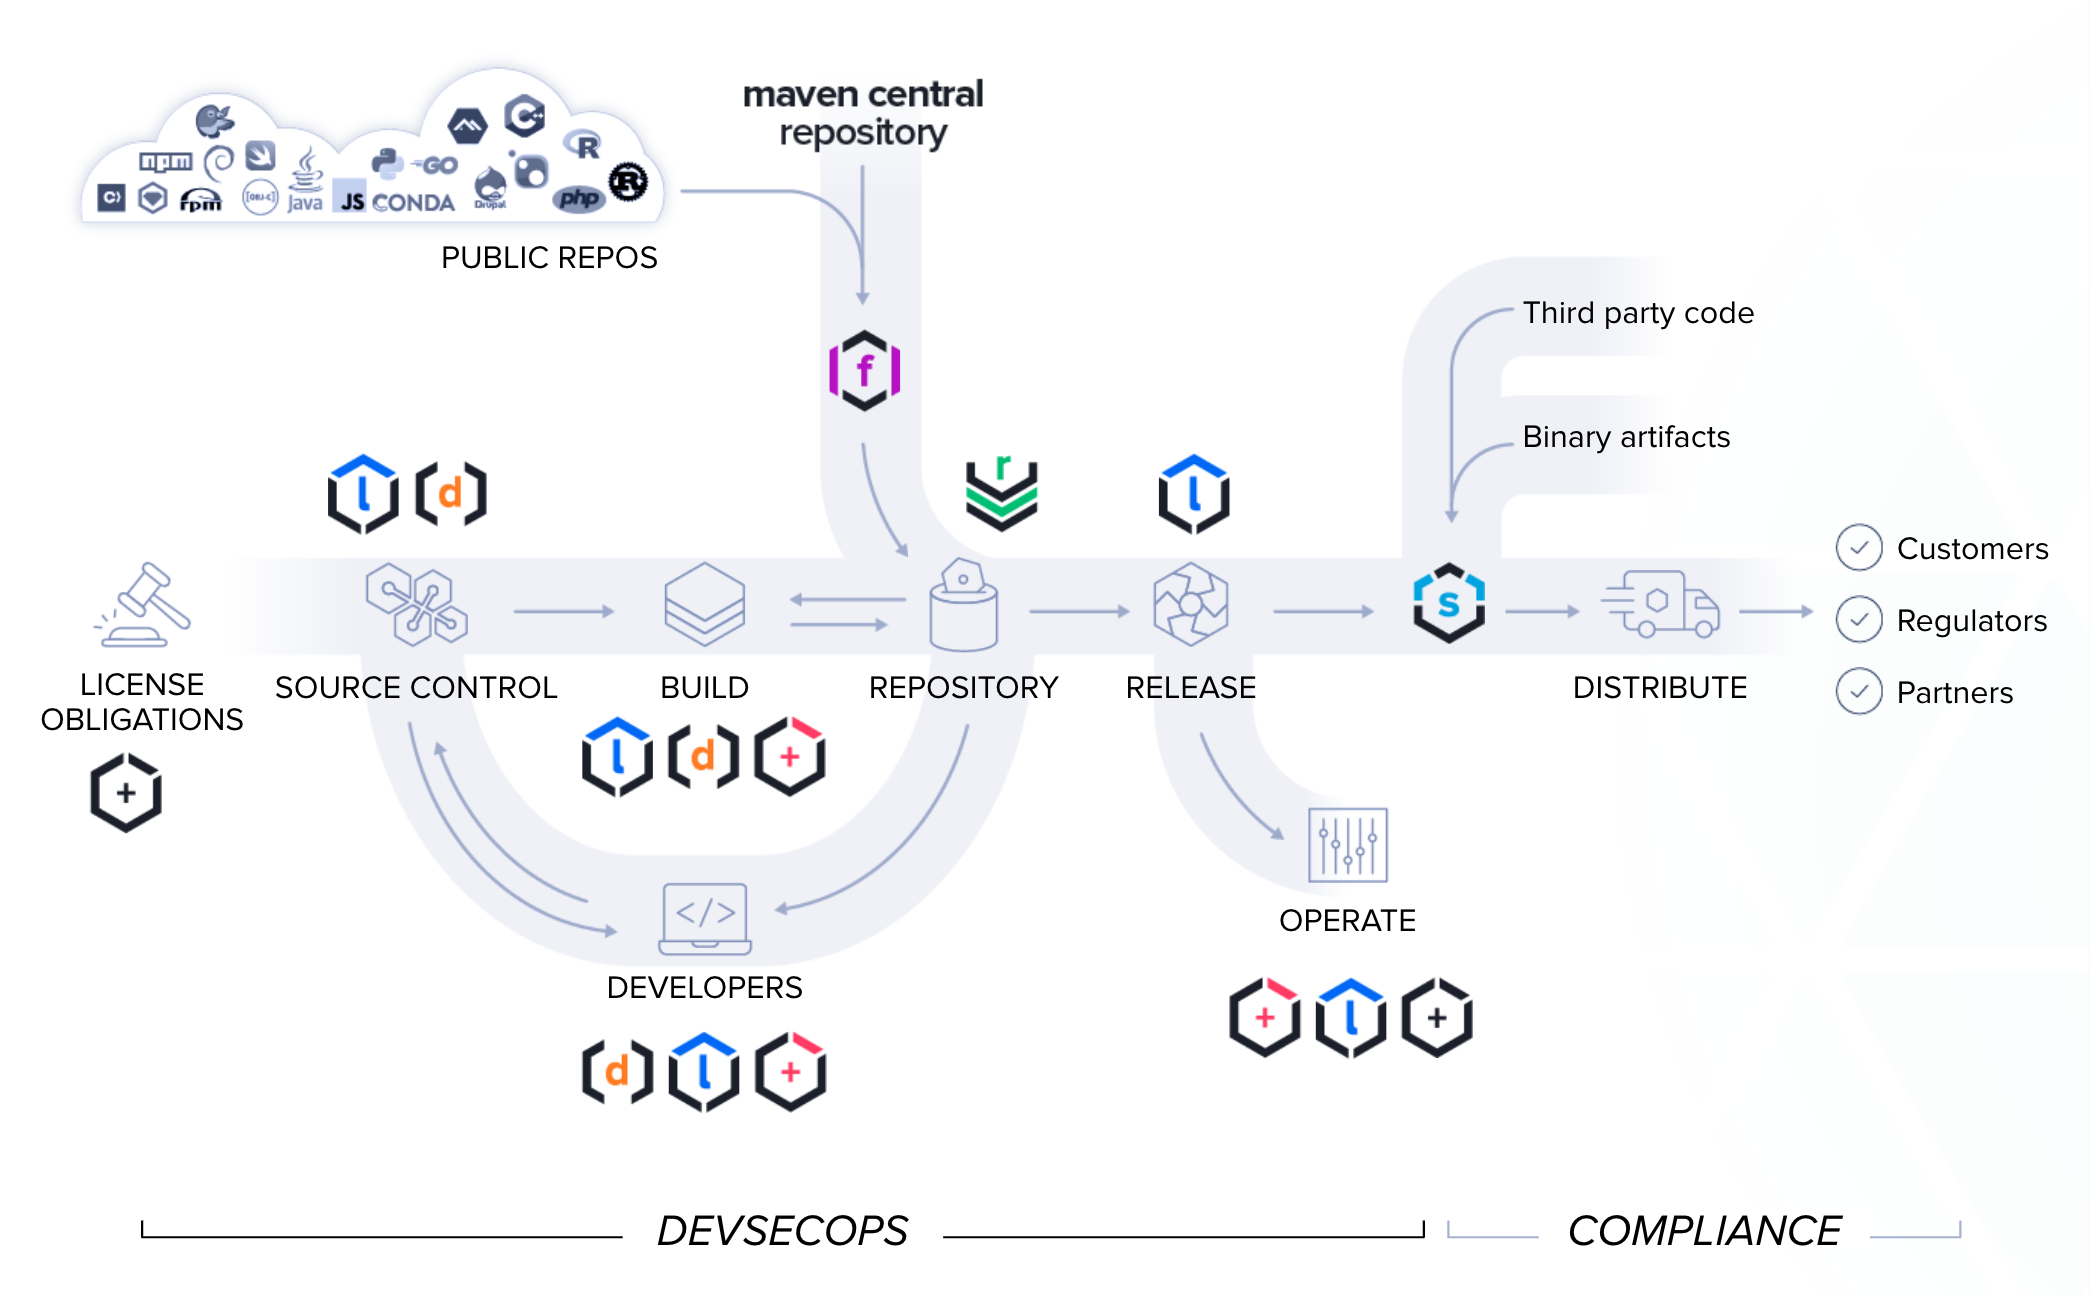 maven central
repository
C++
R
npm
GO
C
rpm
[OBJ-C]
Java
JS
CONDA
Drupal
php
R
PUBLIC REPOS
Third party code
f
Binary artifacts
l
d
r
l
Customers
s
Regulators
LICENSE
OBLIGATIONS
SOURCE CONTROL
BUILD
REPOSITORY
RELEASE
DISTRIBUTE
Partners
+
l
d
+
</>
OPERATE
DEVELOPERS
+
l
+
d
l
+
DEVSECOPS
COMPLIANCE